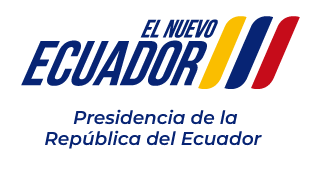 EL NUEVO
ECUADOR
Presidencia de la
República del Ecuador